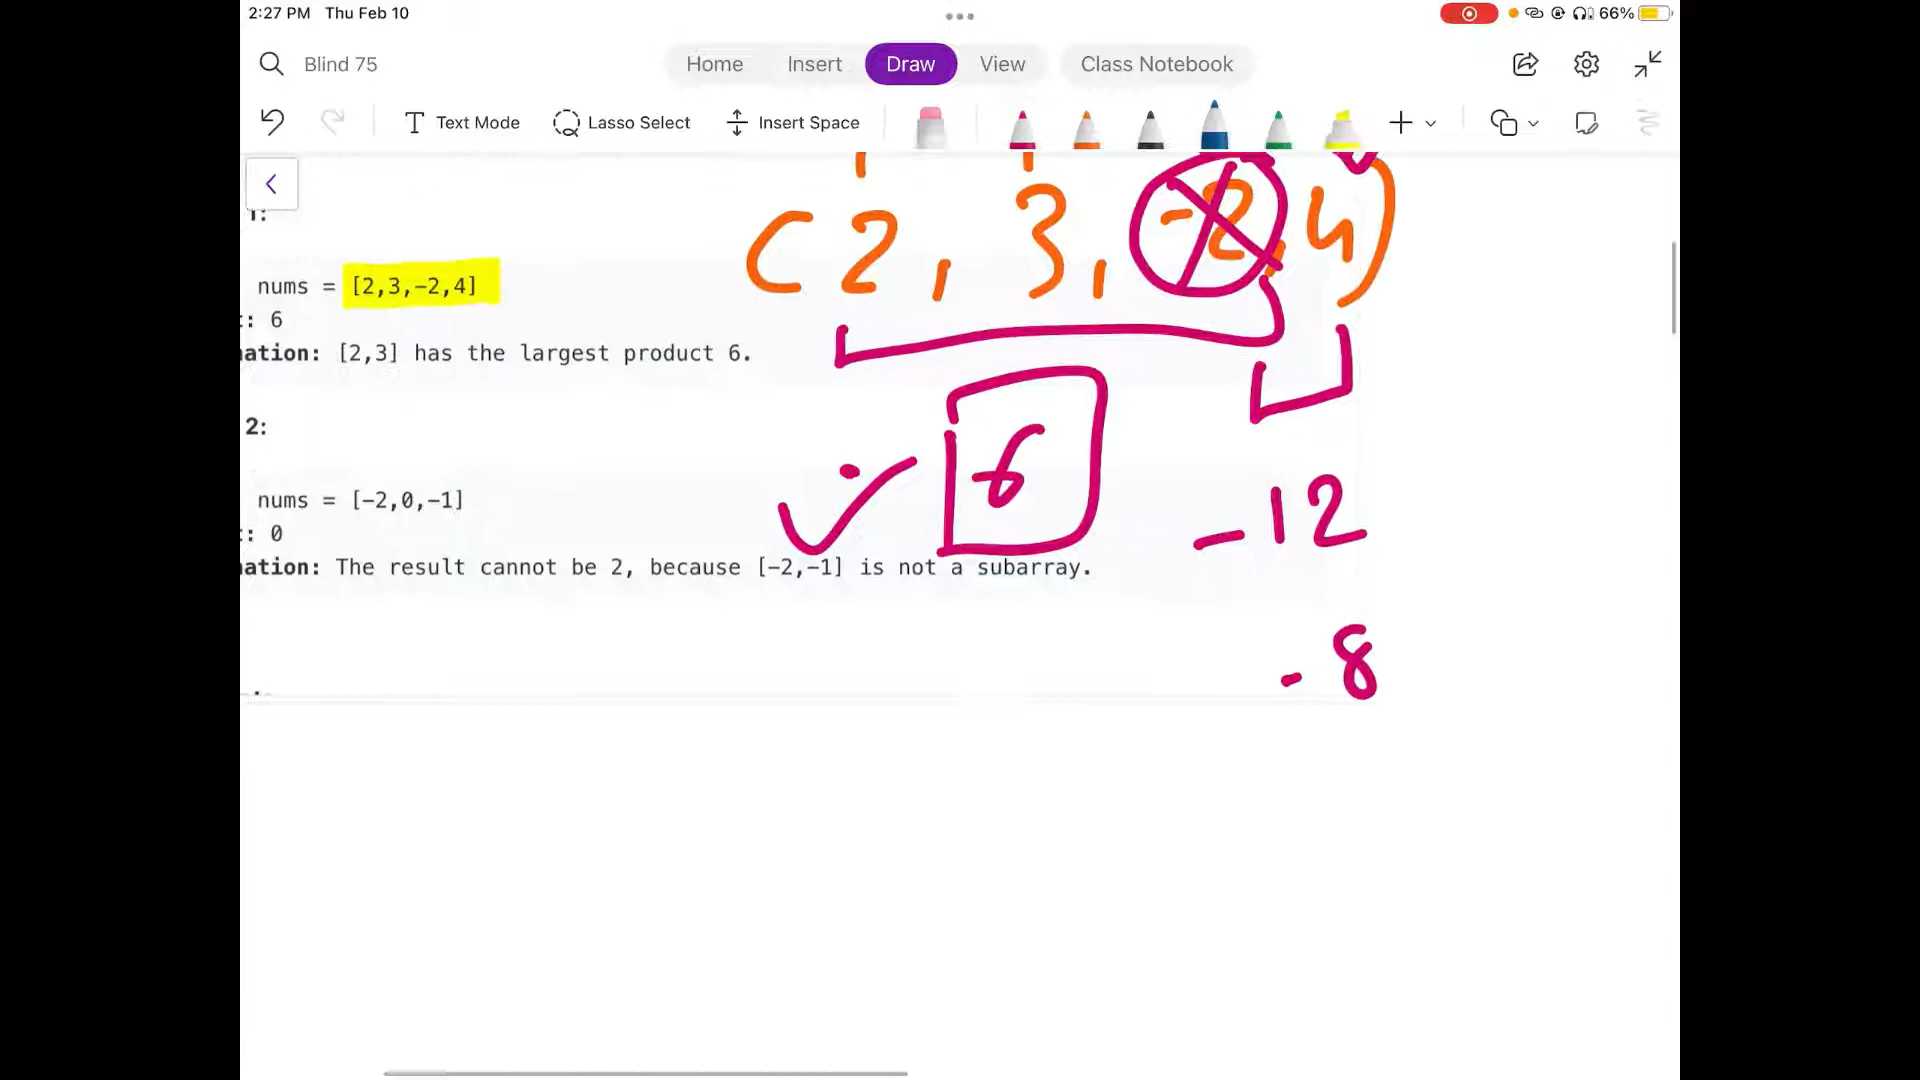 2:27 PM Thu Feb 10
66%
Blind 75
Home Insert Draw View Class Notebook
Text Mode Lasso Select Insert Space
1:
(2, 3, -2, 4)
nums = [2,3,-2,4]
: 6
ation: [2,3] has the largest product 6.
6
2:
nums = [-2,0,-1]
: 0
-12
ation: The result cannot be 2, because [-2,-1] is not a subarray.
-8